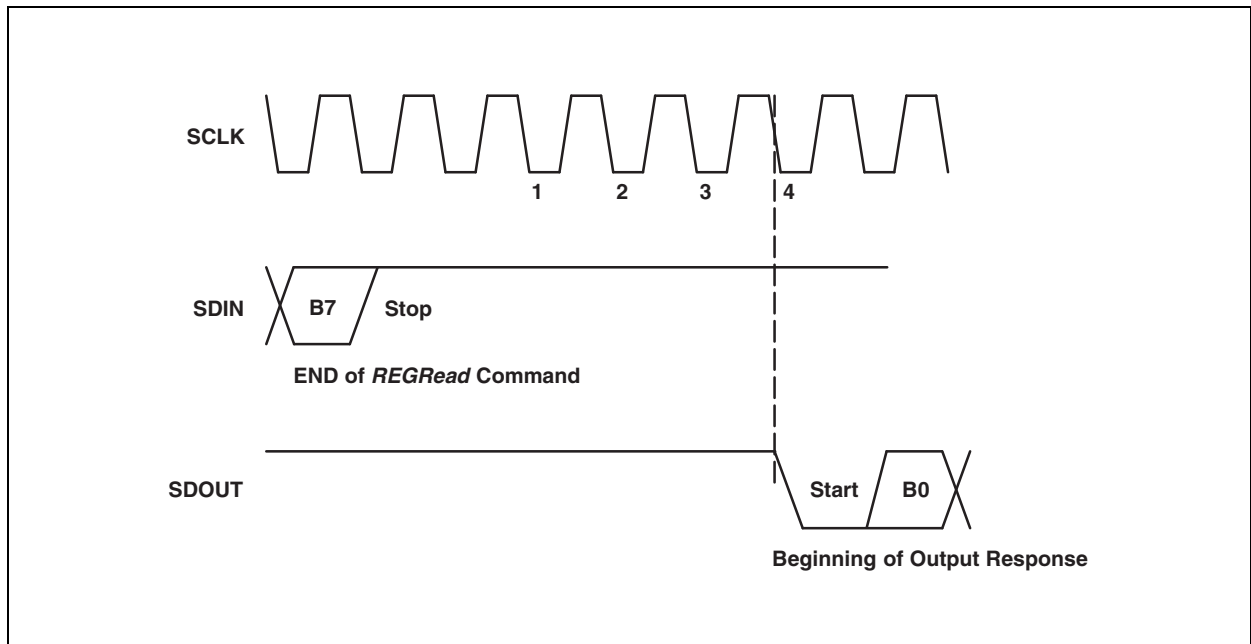 SCLK
1 2 3 4
SDIN B7 Stop
END of REGRead Command
SDOUT Start B0
Beginning of Output Response